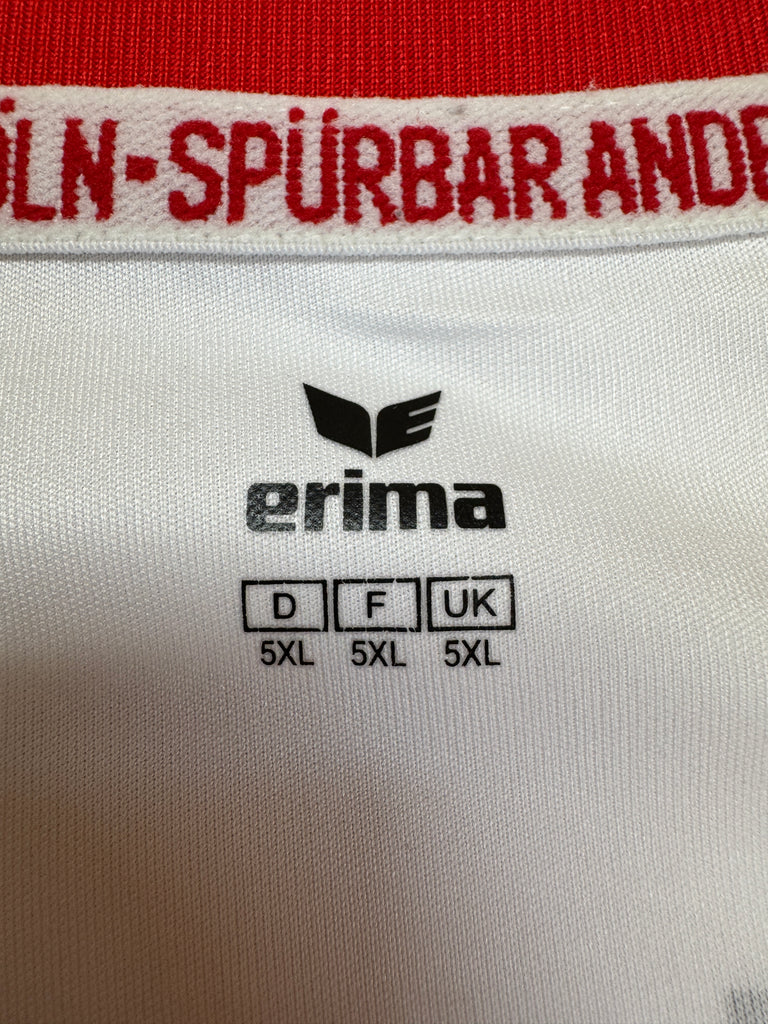 ÖLN-SPÜRBAR ANDE
erima
D F UK
5XL 5XL 5XL